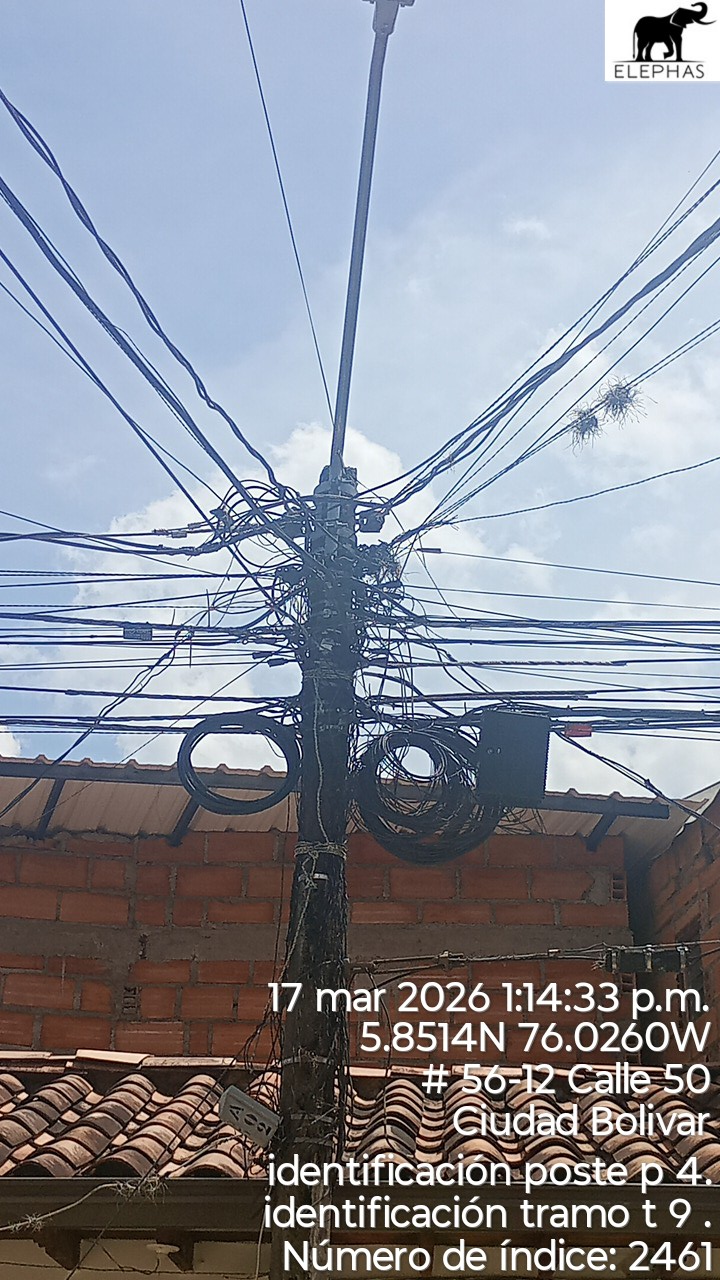 ELEPHAS
17 mar 2026 1:14:33 p.m.
5.8514N 76.0260W
# 56-12 Calle 50
Ciudad Bolivar
identificación poste p 4.
identificación tramo t 9 .
Número de índice: 2461